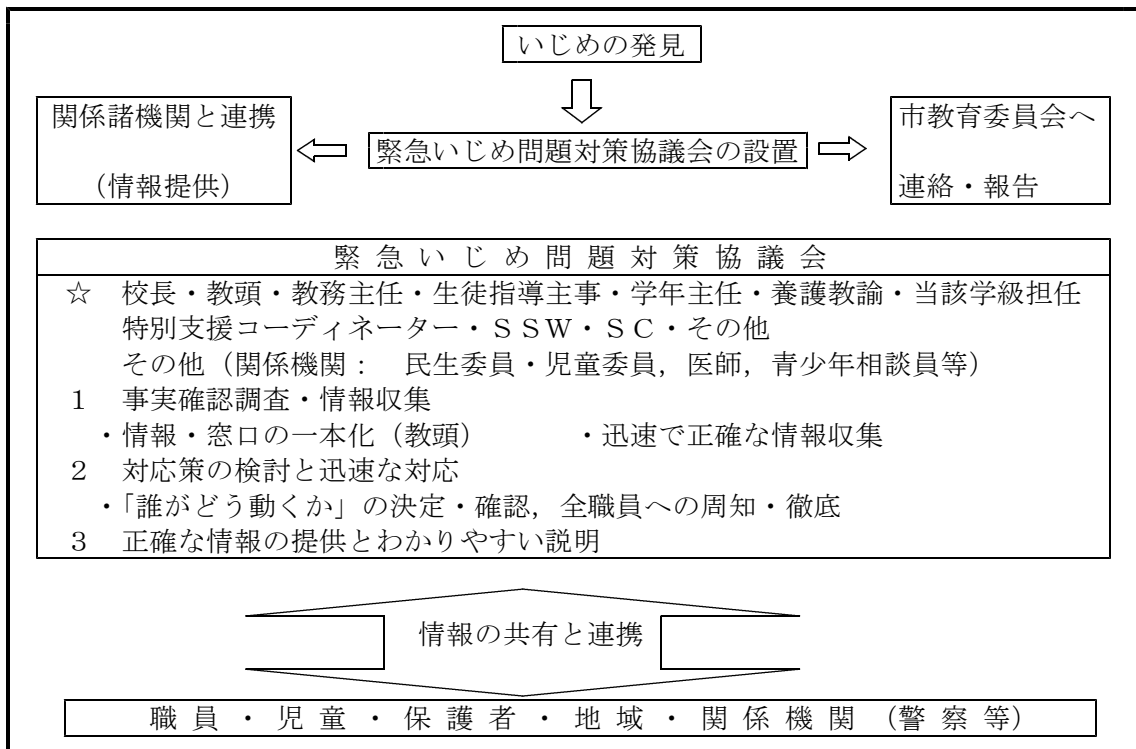 いじめの発見
関係諸機関と連携
（情報提供）
緊急いじめ問題対策協議会の設置
市教育委員会へ
連絡・報告
緊急いじめ問題対策協議会
☆　校長・教頭・教務主任・生徒指導主事・学年主任・養護教諭・当該学級担任
特別支援コーディネーター・ＳＳＷ・ＳＣ・その他
その他（関係機関：　民生委員・児童委員，医師，青少年相談員等）
１　事実確認調査・情報収集
・情報・窓口の一本化（教頭）　　　・迅速で正確な情報収集
２　対応策の検討と迅速な対応
・「誰がどう動くか」の決定・確認，全職員への周知・徹底
３　正確な情報の提供とわかりやすい説明
情報の共有と連携
職員・児童・保護者・地域・関係機関（警察等）